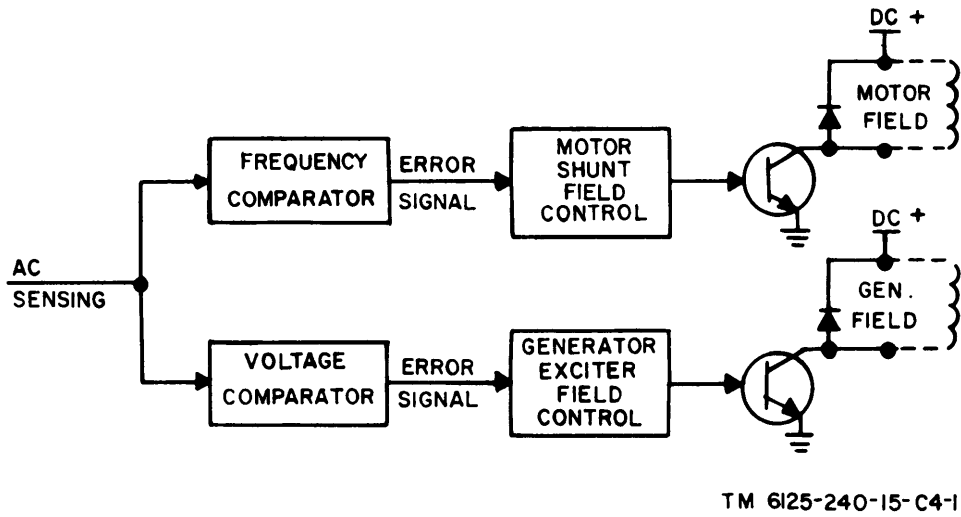 DC +
MOTOR
FIELD
FREQUENCY
COMPARATOR
ERROR
SIGNAL
MOTOR
SHUNT
FIELD
CONTROL
AC
SENSING
DC +
GEN.
FIELD
VOLTAGE
COMPARATOR
ERROR
SIGNAL
GENERATOR
EXCITER
FIELD
CONTROL
TM 6125-240-15-C4-1